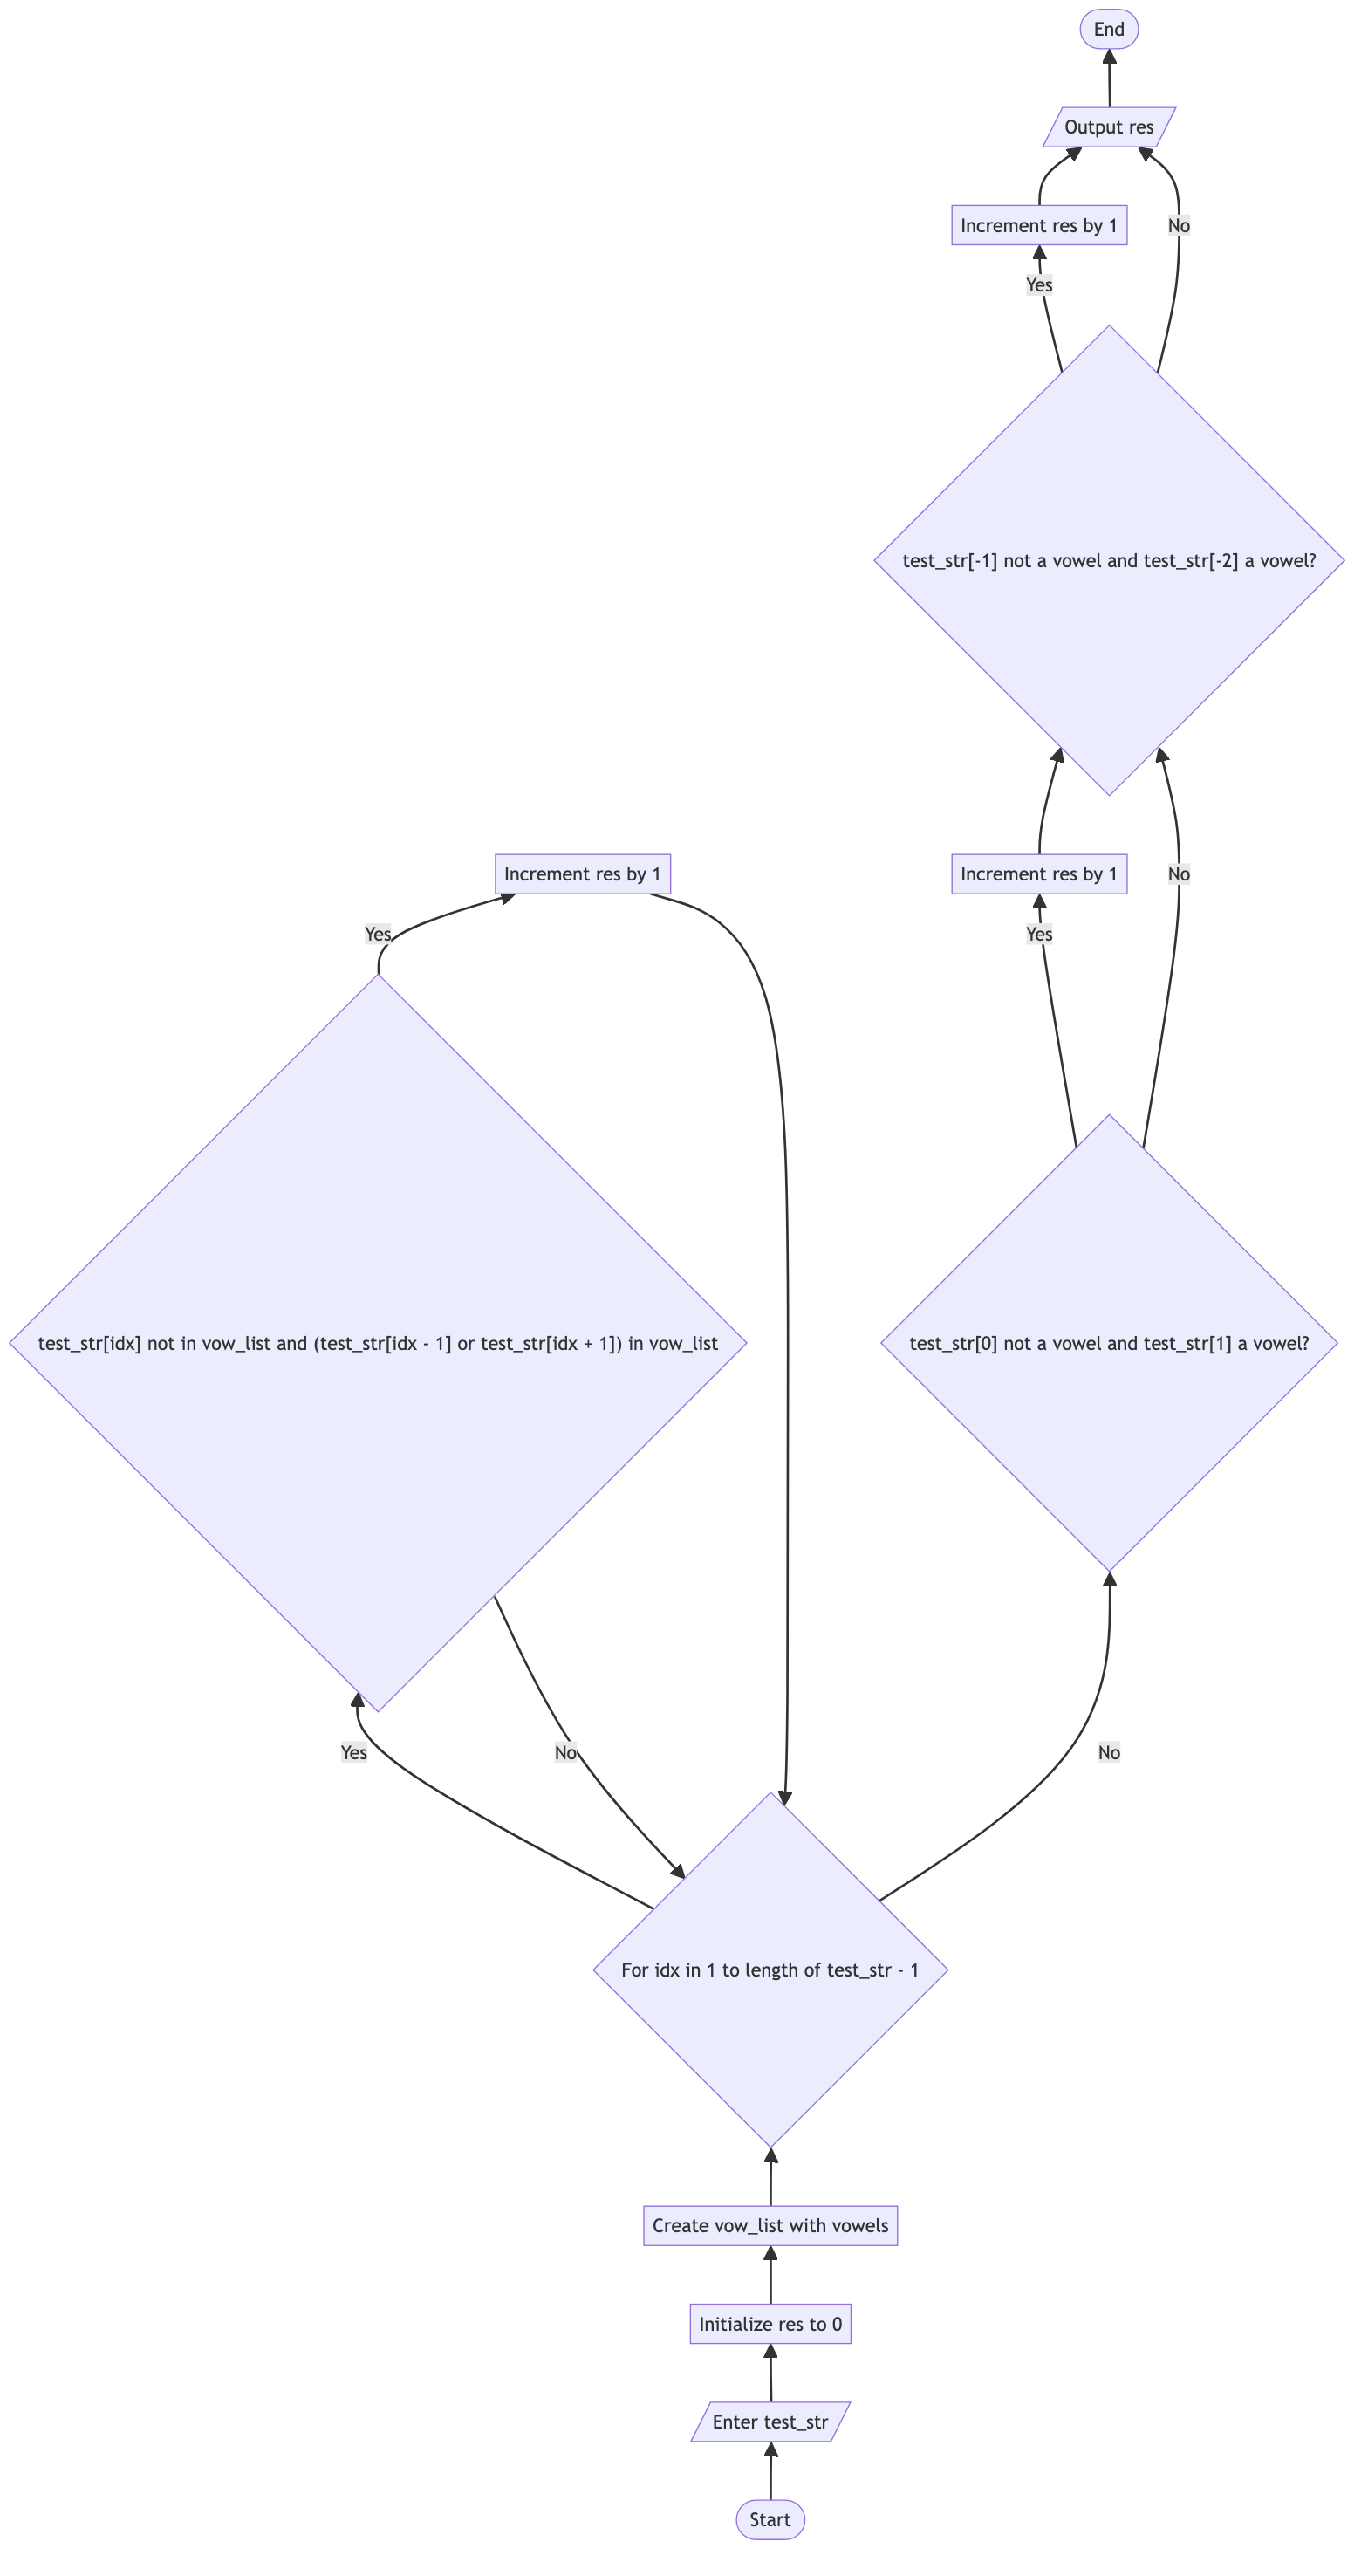 End
Output res
Increment res by 1
No
Yes
test_str[-1] not a vowel and test_str[-2] a vowel?
Increment res by 1
Increment res by 1
No
Yes
Yes
test_str[idx] not in vow_list and (test_str[idx - 1] or test_str[idx + 1]) in vow_list
test_str[0] not a vowel and test_str[1] a vowel?
Yes
No
No
For idx in 1 to length of test_str - 1
Create vow_list with vowels
Initialize res to 0
Enter test_str
Start